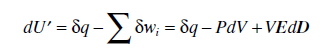 dU′ = δq – ∑ δwᵢ = δq – PdV + VEdD